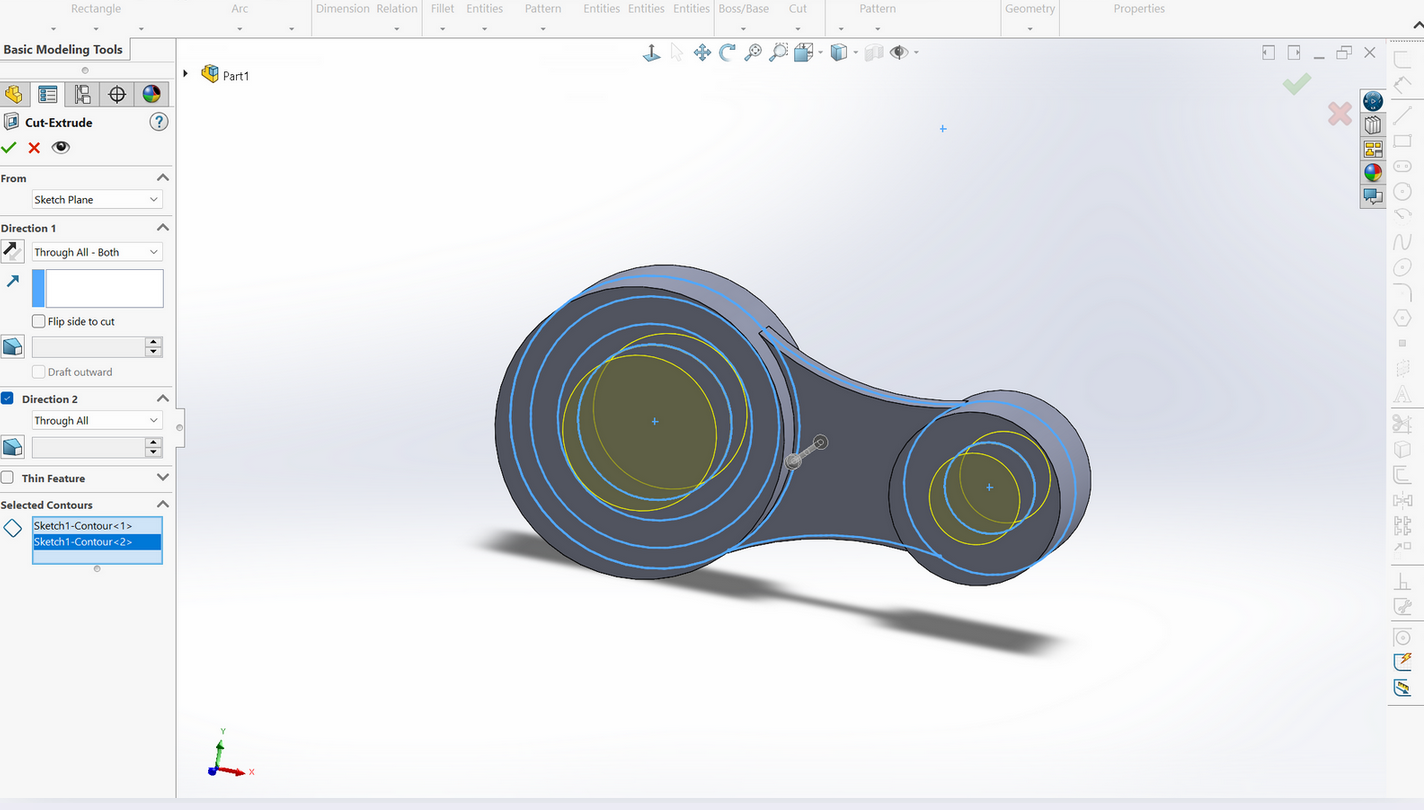 Rectangle Arc Dimension Relation Fillet Entities Pattern Entities Entities Entities Boss/Base Cut Pattern Geometry Properties
Basic Modeling Tools
Part1
Cut-Extrude
?
From
Sketch Plane
Direction 1
Through All - Both
Flip side to cut
Draft outward
Direction 2
Through All
Thin Feature
Selected Contours
Sketch1-Contour<1>
Sketch1-Contour<2>
Y
X